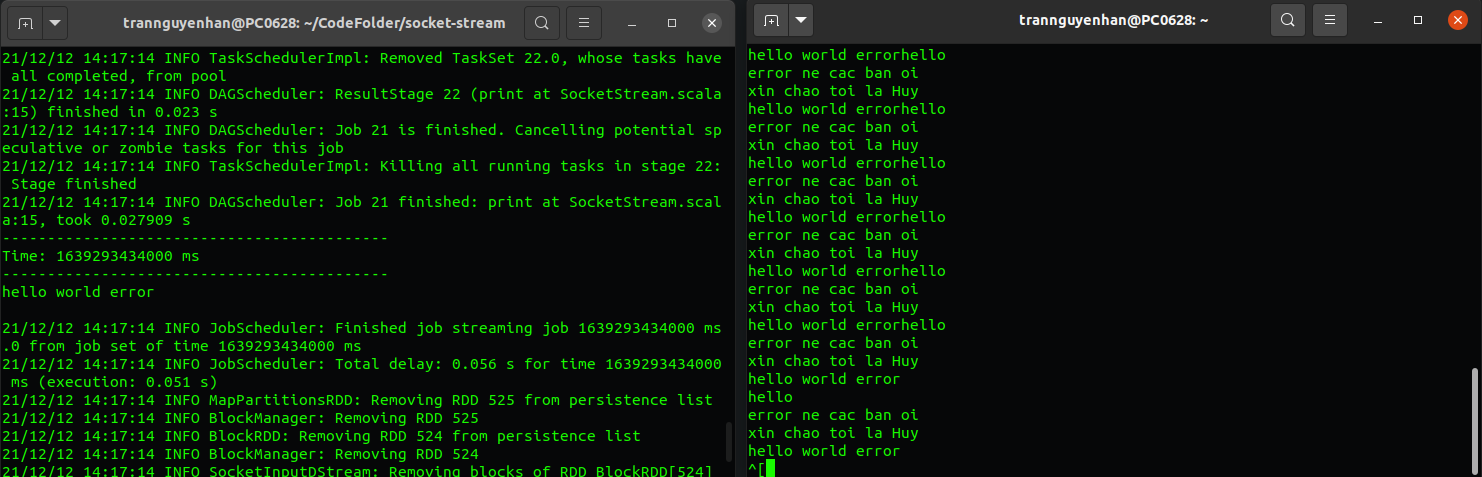 trannguyenhan@PC0628: ~/CodeFolder/socket-stream
21/12/12 14:17:14 INFO TaskSchedulerImpl: Removed TaskSet 22.0, whose tasks have
 all completed, from pool
21/12/12 14:17:14 INFO DAGScheduler: ResultStage 22 (print at SocketStream.scala
:15) finished in 0.023 s
21/12/12 14:17:14 INFO DAGScheduler: Job 21 is finished. Cancelling potential sp
eculative or zombie tasks for this job
21/12/12 14:17:14 INFO TaskSchedulerImpl: Killing all running tasks in stage 22:
 Stage finished
21/12/12 14:17:14 INFO DAGScheduler: Job 21 finished: print at SocketStream.scal
a:15, took 0.027909 s
-------------------------------------------
Time: 1639293434000 ms
-------------------------------------------
hello world error
21/12/12 14:17:14 INFO JobScheduler: Finished job streaming job 1639293434000 ms
.0 from job set of time 1639293434000 ms
21/12/12 14:17:14 INFO JobScheduler: Total delay: 0.056 s for time 1639293434000
 ms (execution: 0.051 s)
21/12/12 14:17:14 INFO MapPartitionsRDD: Removing RDD 525 from persistence list
21/12/12 14:17:14 INFO BlockManager: Removing RDD 525
21/12/12 14:17:14 INFO BlockRDD: Removing RDD 524 from persistence list
21/12/12 14:17:14 INFO BlockManager: Removing RDD 524
21/12/12 14:17:14 INFO SocketInputDStream: Removing blocks of RDD BlockRDD[524]
trannguyenhan@PC0628: ~
hello world errorhello
error ne cac ban oi
xin chao toi la Huy
hello world errorhello
error ne cac ban oi
xin chao toi la Huy
hello world errorhello
error ne cac ban oi
xin chao toi la Huy
hello world errorhello
error ne cac ban oi
xin chao toi la Huy
hello world errorhello
error ne cac ban oi
xin chao toi la Huy
hello world errorhello
error ne cac ban oi
xin chao toi la Huy
hello world error
hello
error ne cac ban oi
xin chao toi la Huy
hello world error
^[